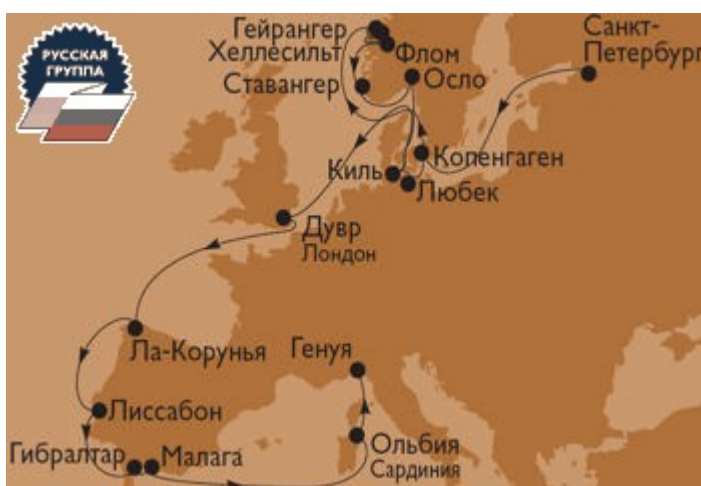 РУССКАЯ
ГРУППА
Гейрангер
Хеллесильт
Ставангер
Флом
Осло
Санкт-
Петербург
Копенгаген
Киль
Любек
Дувр
Лондон
Ла-Корунья
Генуя
Лиссабон
Гибралтар
Малага
Ольбия
Сардиния